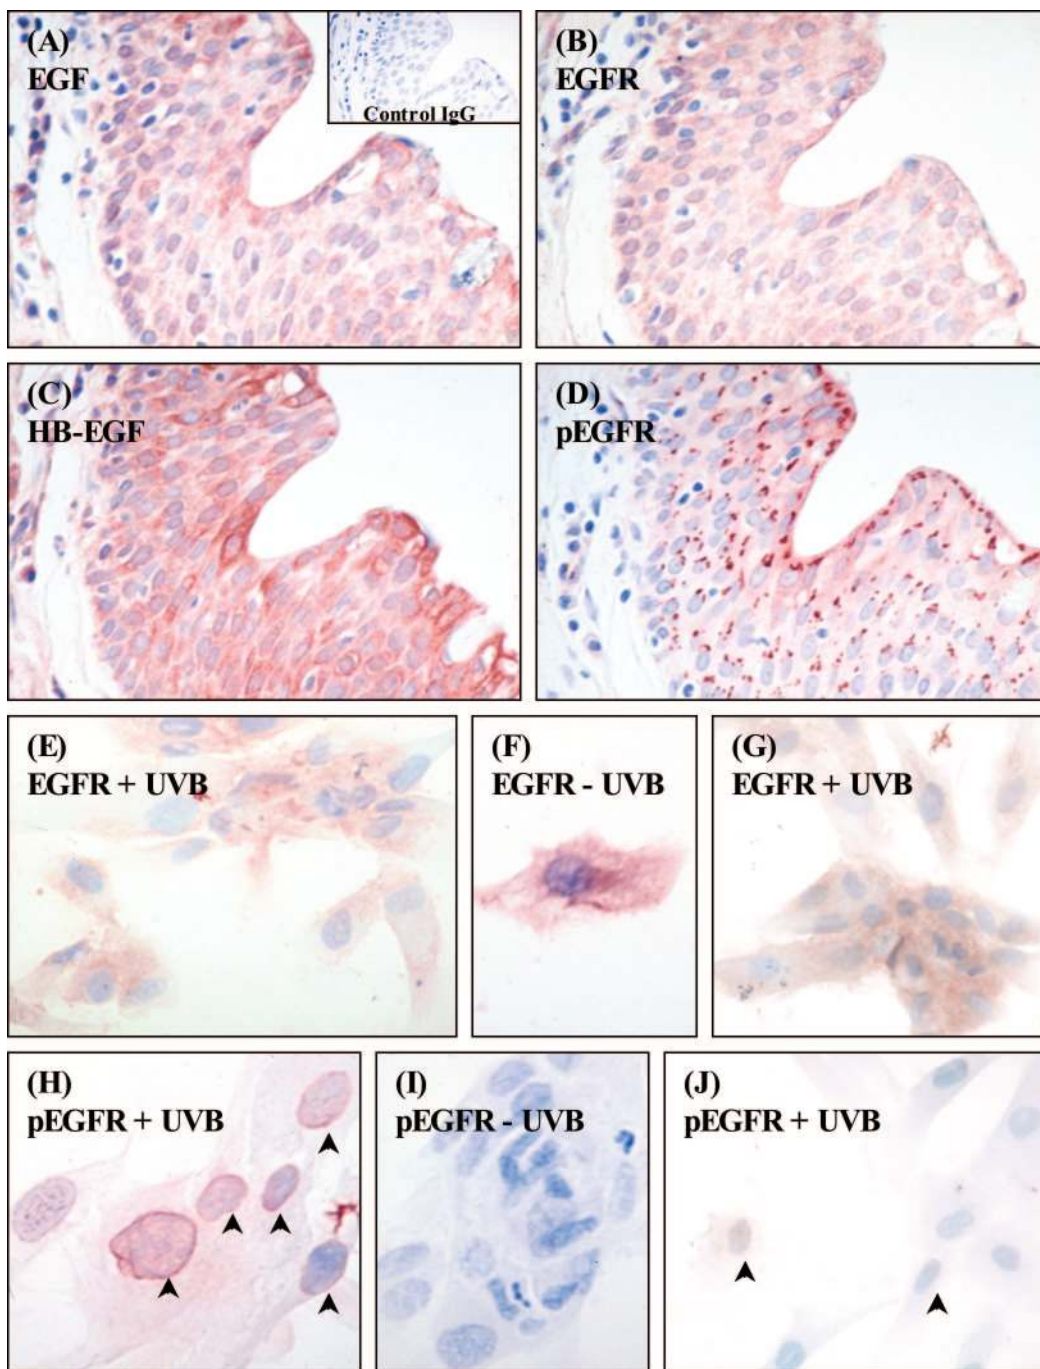 (A)
EGF
Control IgG
(B)
EGFR
(C)
HB-EGF
(D)
pEGFR
(E)
EGFR + UVB
(F)
EGFR - UVB
(G)
EGFR + UVB
(H)
pEGFR + UVB
(I)
pEGFR - UVB
(J)
pEGFR + UVB